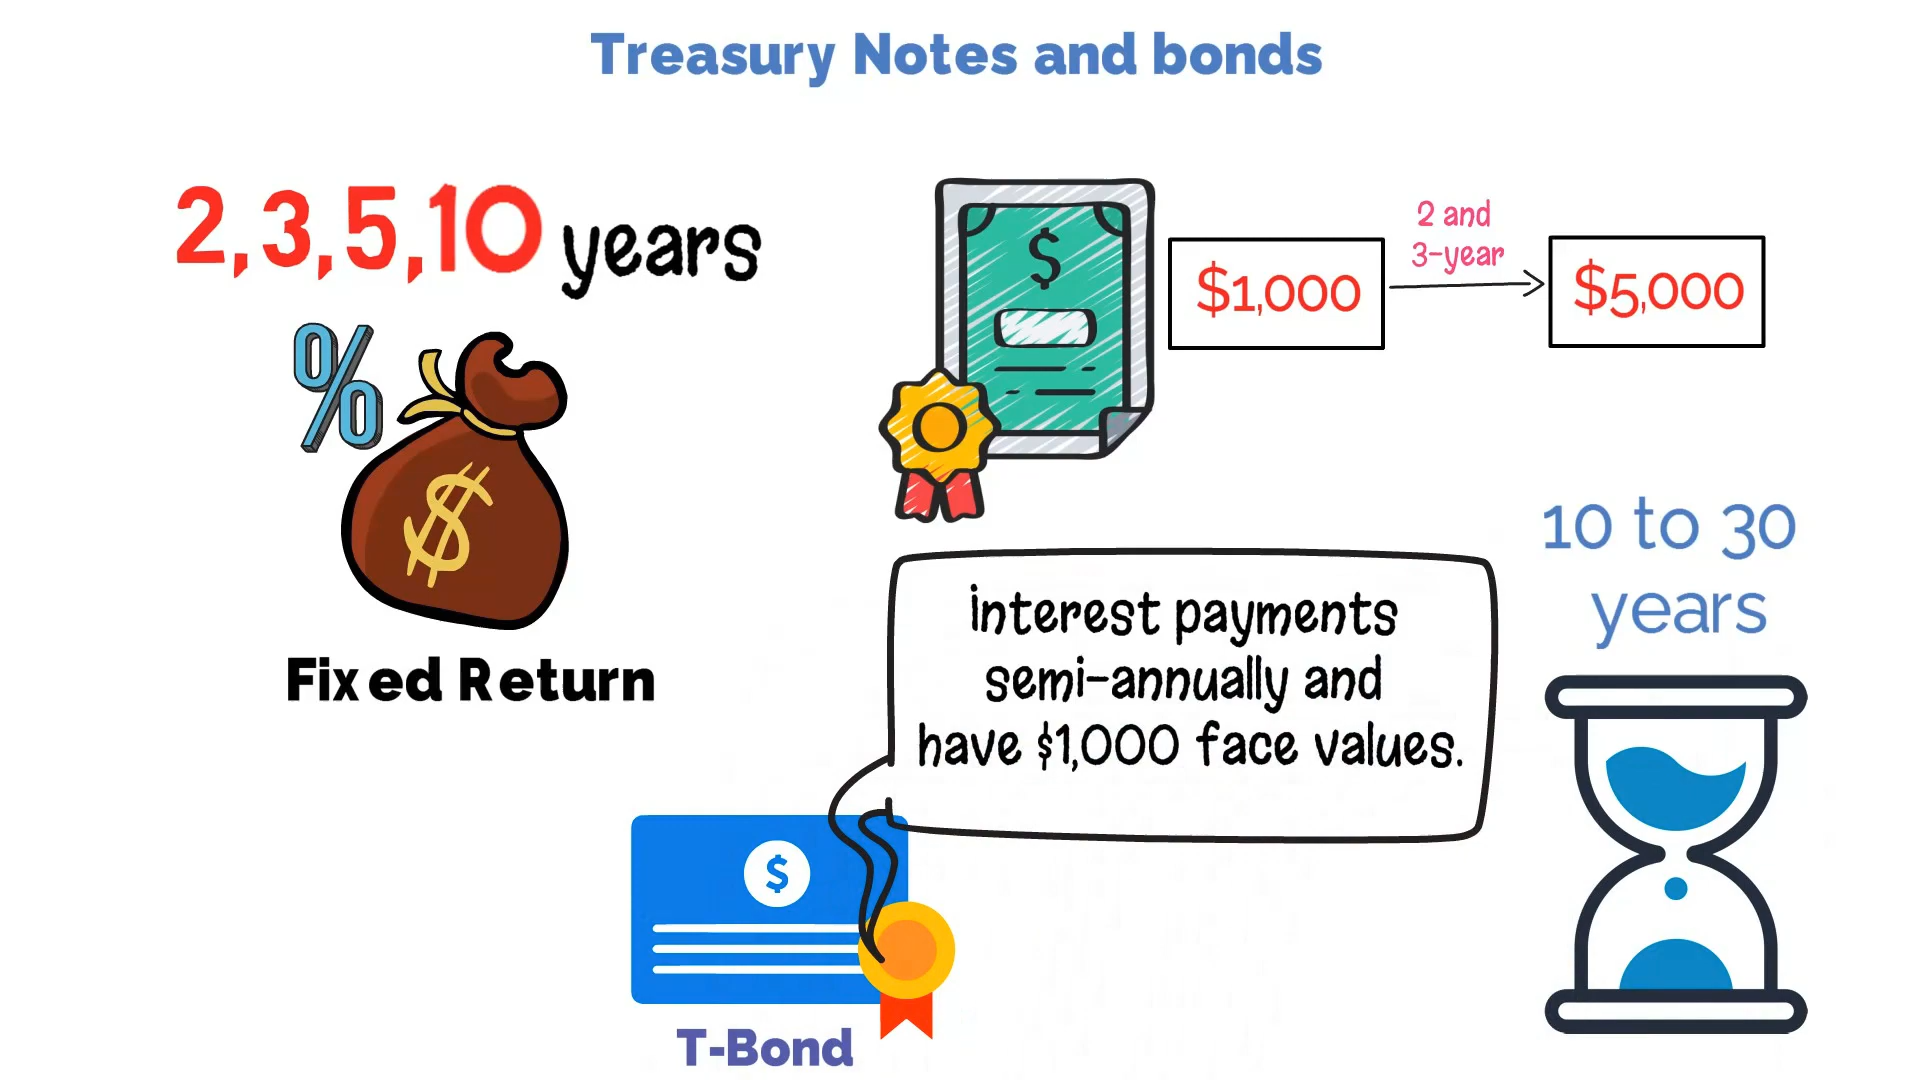 Treasury Notes and bonds
2,3,5,10 years
%
$
Fixed Return
$
$1,000
2 and
3-year
$5,000
interest payments
semi-annually and
have $1,000 face values.
10 to 30
years
$
T-Bond